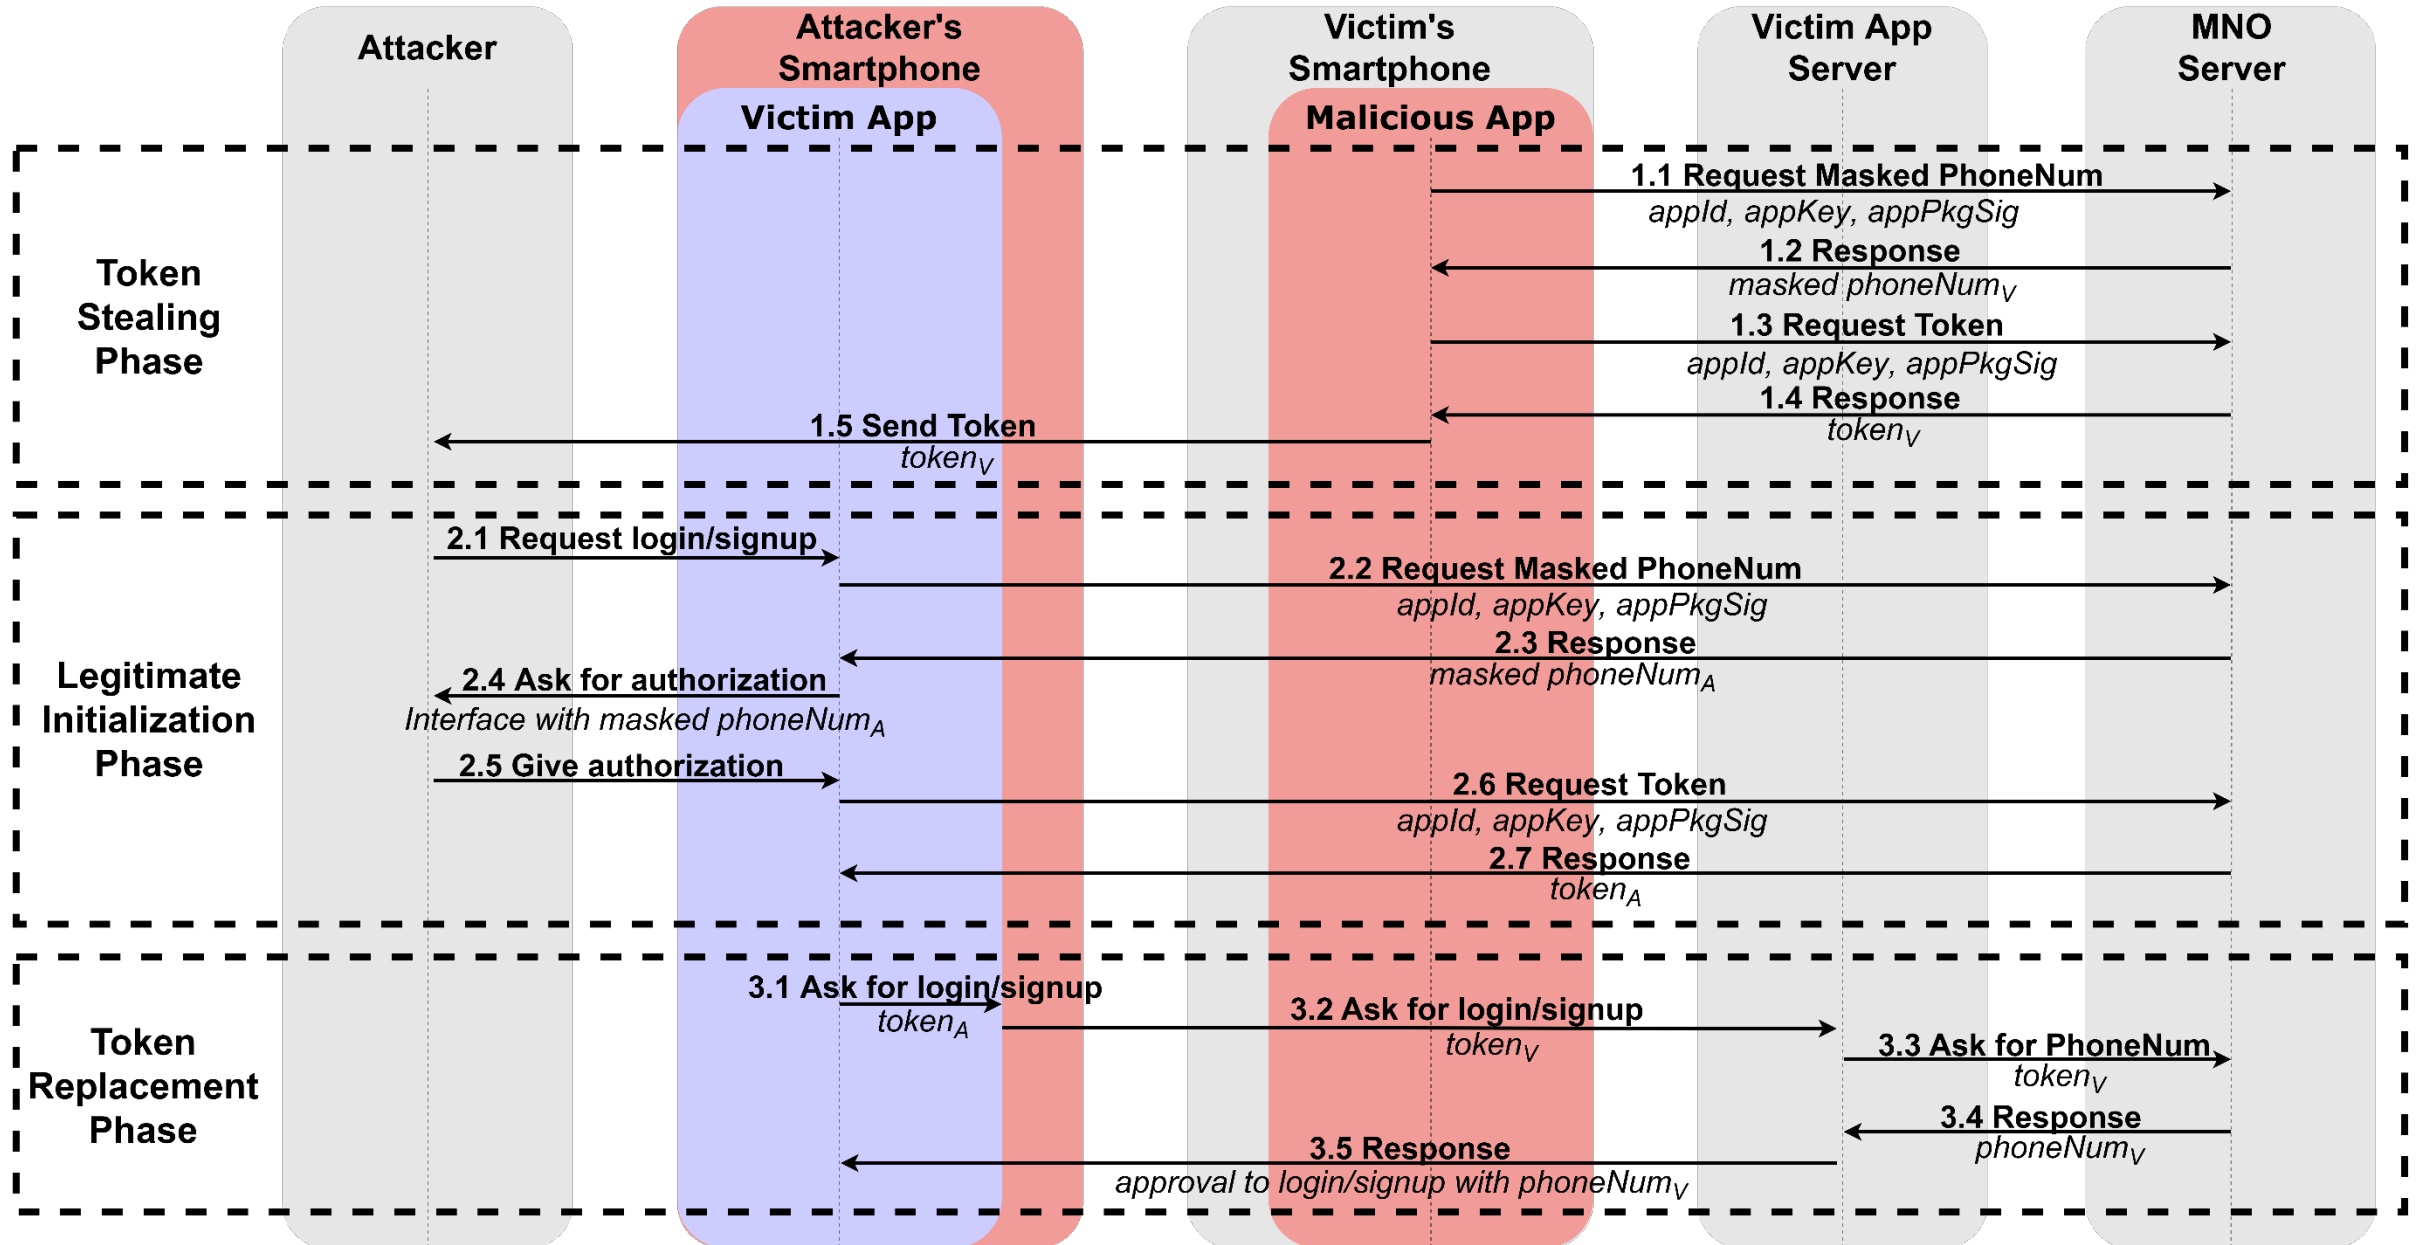 Attacker
Attacker's
Smartphone
Victim's
Smartphone
Victim App
Server
MNO
Server
Victim App
Malicious App
Token
Stealing
Phase
1.1 Request Masked PhoneNum
appId, appKey, appPkgSig
1.2 Response
masked phoneNumV
1.3 Request Token
appId, appKey, appPkgSig
1.4 Response
tokenV
1.5 Send Token
tokenV
Legitimate
Initialization
Phase
2.1 Request login/signup
2.2 Request Masked PhoneNum
appId, appKey, appPkgSig
2.3 Response
masked phoneNumA
2.4 Ask for authorization
Interface with masked phoneNumA
2.5 Give authorization
2.6 Request Token
appId, appKey, appPkgSig
2.7 Response
tokenA
Token
Replacement
Phase
3.1 Ask for login/signup
tokenA
3.2 Ask for login/signup
tokenV
3.3 Ask for PhoneNum
tokenV
3.4 Response
phoneNumV
3.5 Response
approval to login/signup with phoneNumV